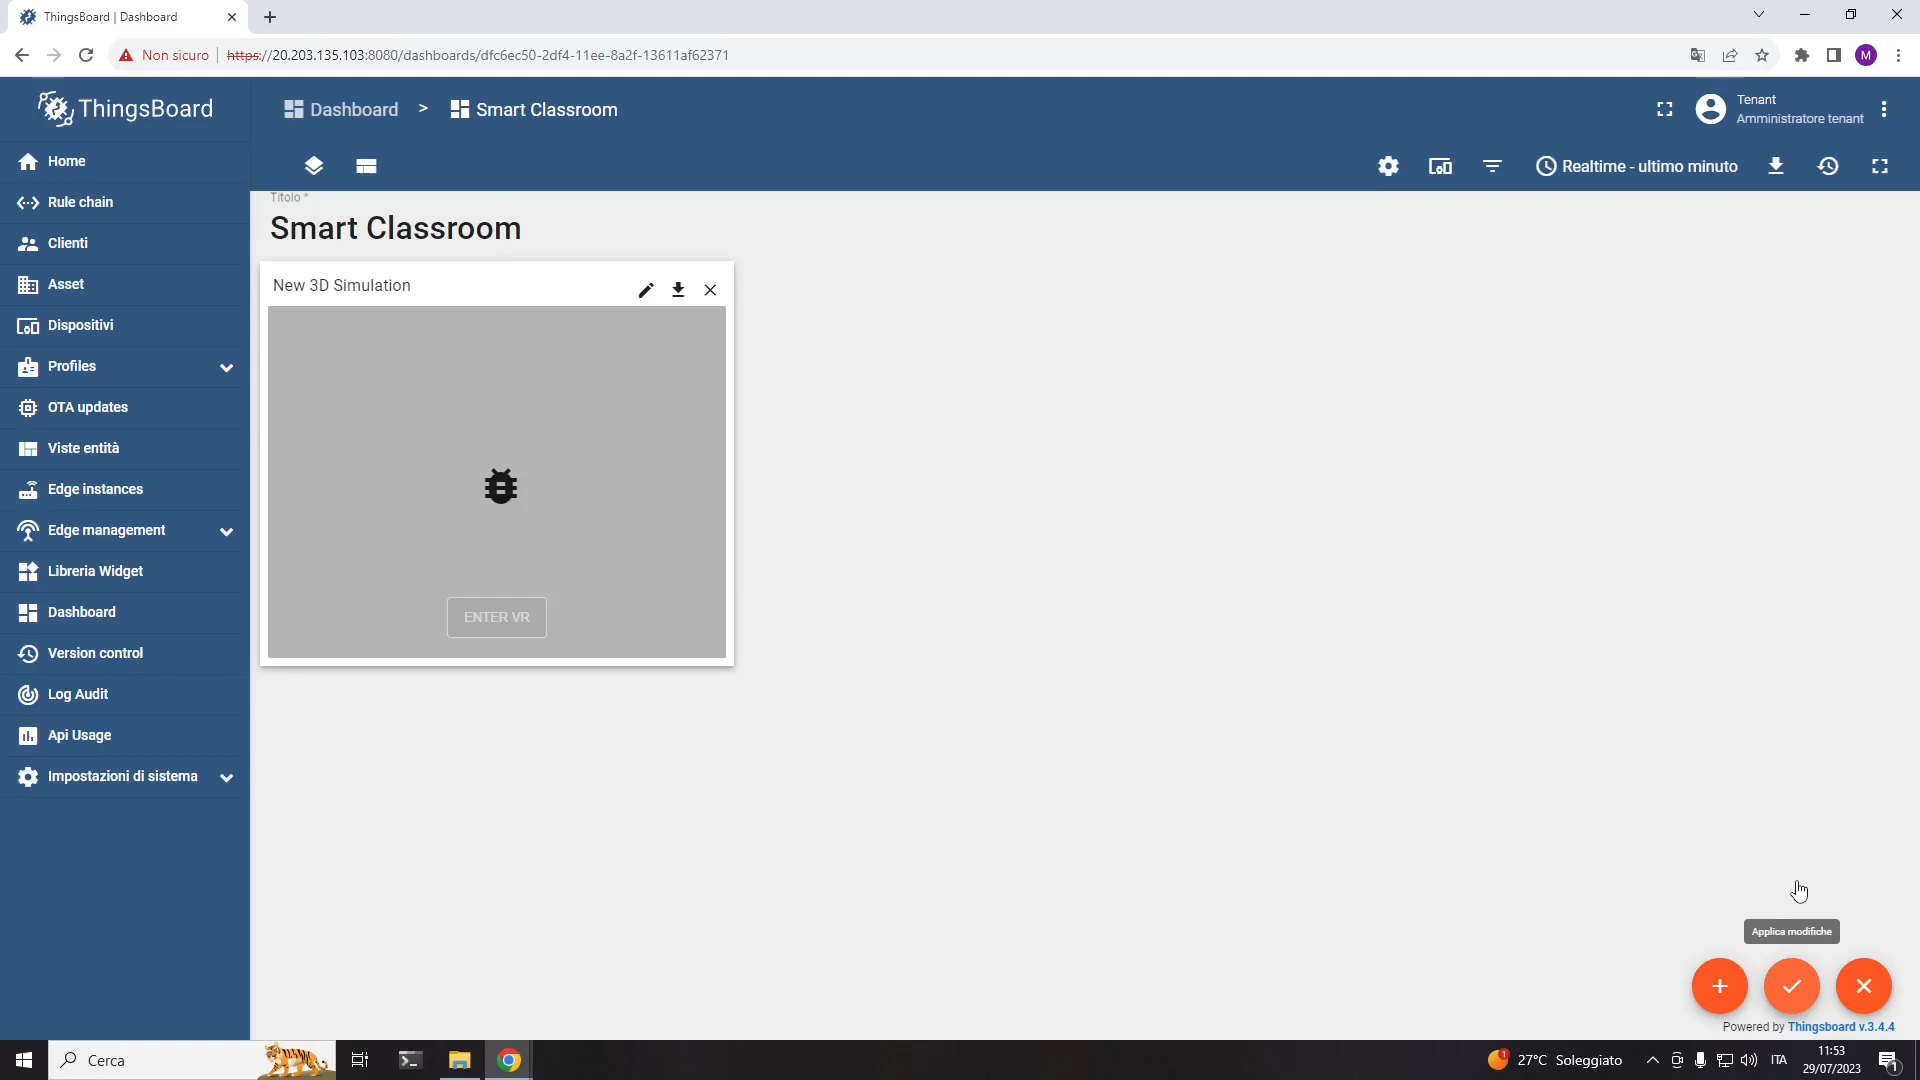 ThingsBoard | Dashboard
Non sicuro
https://20.203.135.103:8080/dashboards/dfc6ec50-2df4-11ee-8a2f-13611af62371
M
ThingsBoard
Dashboard > Smart Classroom
Tenant
Amministratore tenant
Realtime - ultimo minuto
Home
Rule chain
Clienti
Asset
Dispositivi
Profiles
OTA updates
Viste entità
Edge instances
Edge management
Libreria Widget
Dashboard
Version control
Log Audit
Api Usage
Impostazioni di sistema
Titolo *
Smart Classroom
New 3D Simulation
ENTER VR
Applica modifiche
Powered by Thingsboard v.3.4.4
Cerca
1
27°C Soleggiato
ITA
11:53
29/07/2023
1